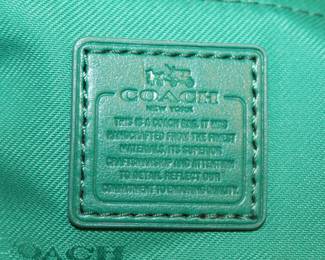 COACH
NEW YORK
THIS IS A COACH BAG. IT WAS
HANDCRAFTED FROM THE FINEST
MATERIALS. ITS SUPERIOR
CRAFTSMANSHIP AND ATTENTION
TO DETAIL REFLECT OUR
COMMITMENT TO ENDURING QUALITY.
COACH